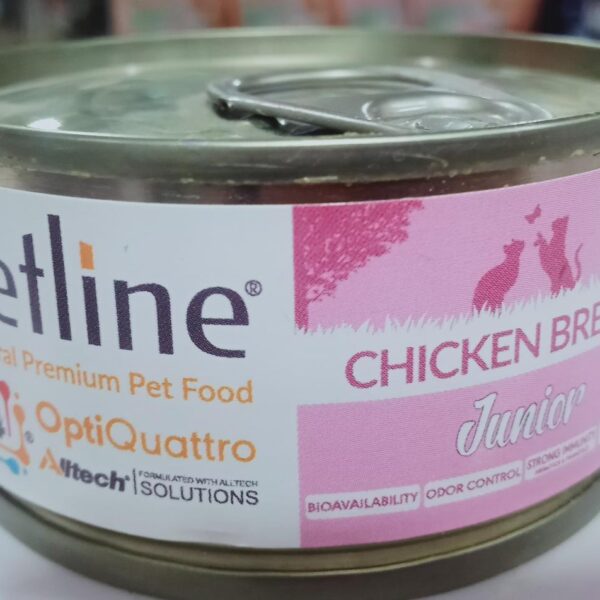 etline®
ral Premium Pet Food
OptiQuattro
Alltech® FORMULATED WITH ALLTECH
SOLUTIONS
CHICKEN BRE
Junior
BIOAVAILABILITY ODOR CONTROL STRONG IMMUNITY